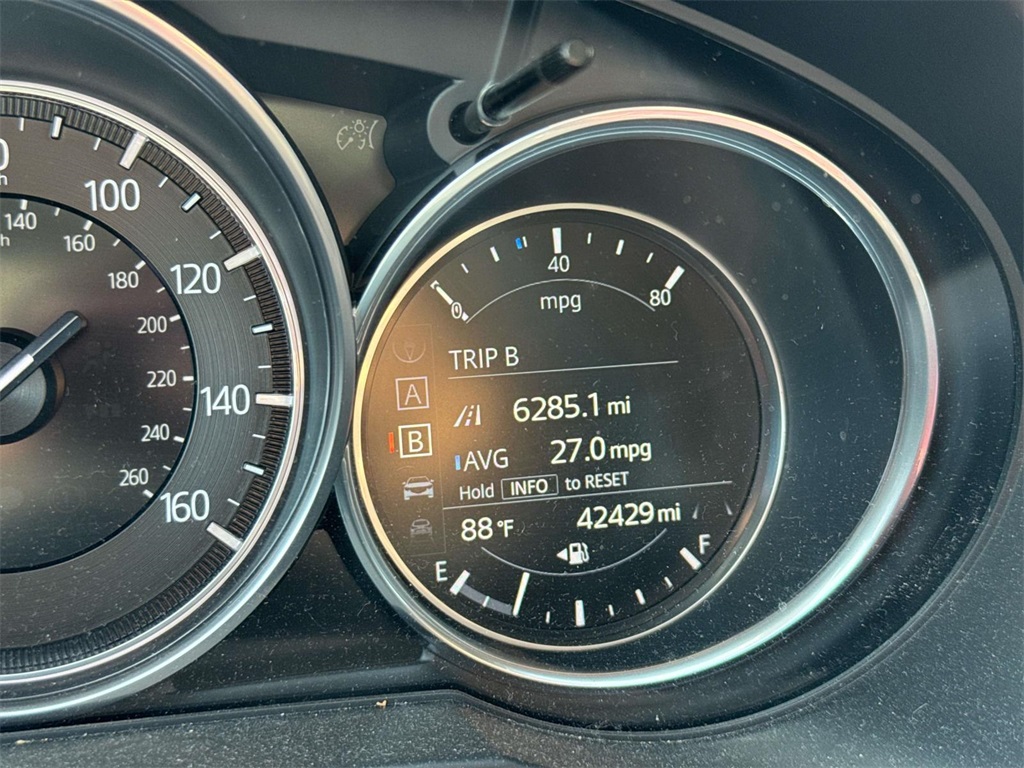 100
120
140
160
140
160
180
200
220
240
260
0
40
80
mpg
TRIP B
A
6285.1 mi
B
AVG 27.0 mpg
Hold INFO to RESET
88°F 42429 mi
E
F